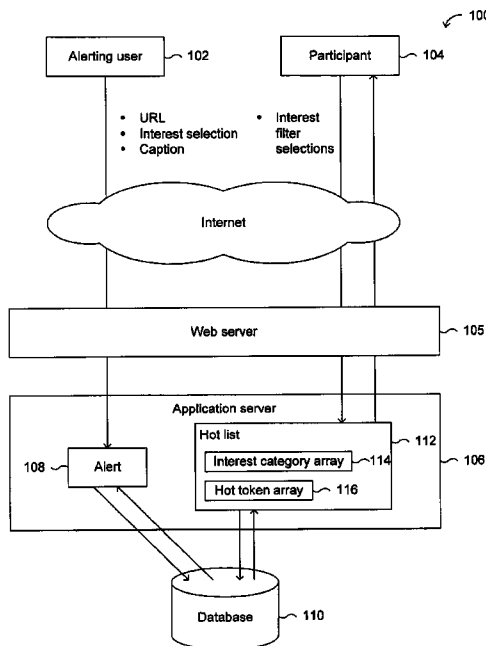 100
Alerting user
102
Participant
104
• URL
• Interest selection
• Caption
• Interest
filter
selections
Internet
Web server
105
Application server
Hot list
112
108
Alert
Interest category array
114
106
Hot token array
116
Database
110